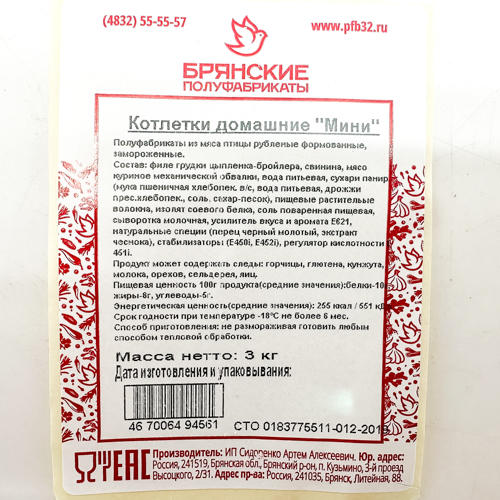 (4832) 55-55-57
www.pfb32.ru
БРЯНСКИЕ
ПОЛУФАБРИКАТЫ
Котлетки домашние "Мини"
Полуфабрикаты из мяса птицы рубленые формованные,
замороженные.
Состав: филе грудки цыпленка-бройлера, свинина, мясо
куриное механической обвалки, вода питьевая, сухари панир
(мука пшеничная хлебопек. в/с, вода питьевая, дрожжи
прес.хлебопек., соль, сахар-песок), пищевые растительные
волокна, изолят соевого белка, соль поваренная пищевая,
сыворотка молочная, усилитель вкуса и аромата Е621,
натуральные специи (перец черный молотый, экстракт
чеснока), стабилизаторы (Е450i, Е452i), регулятор кислотности
451i.
Продукт может содержать следы: горчицы, глютена, кунжута,
молока, орехов, сельдерея, яиц.
Пищевая ценность 100г продукта(средние значения):белки-10
жиры-8г, углеводы-5г.
Энергетическая ценность(средние значения): 255 ккал / 551 кД
Срок годности при температуре -18°С не более 6 мес.
Способ приготовления: не размораживая готовить любым
способом тепловой обработки.
Масса нетто: 3 кг
Дата изготовления и упаковывания:
46 70064 94561
СТО 0183775511-012-201
EAC
Производитель: ИП Сидоренко Артем Алексеевич. Юр. адрес:
Россия, 241519, Брянская обл., Брянский р-он, п. Кузьмино, 3-й проезд
Высоцкого, 2/31. Адрес пр-ва: Россия, 241035, Брянск, Литейная, 88.